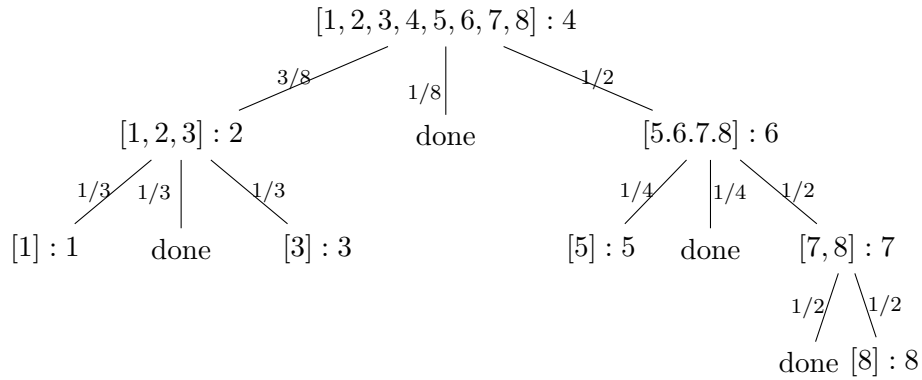 [1, 2, 3, 4, 5, 6, 7, 8] : 4
3/8
1/8
1/2
[1, 2, 3] : 2
done
[5.6.7.8] : 6
1/3
1/3
1/3
1/4
1/4
1/2
[1] : 1
done
[3] : 3
[5] : 5
done
[7, 8] : 7
1/2
1/2
done
[8] : 8